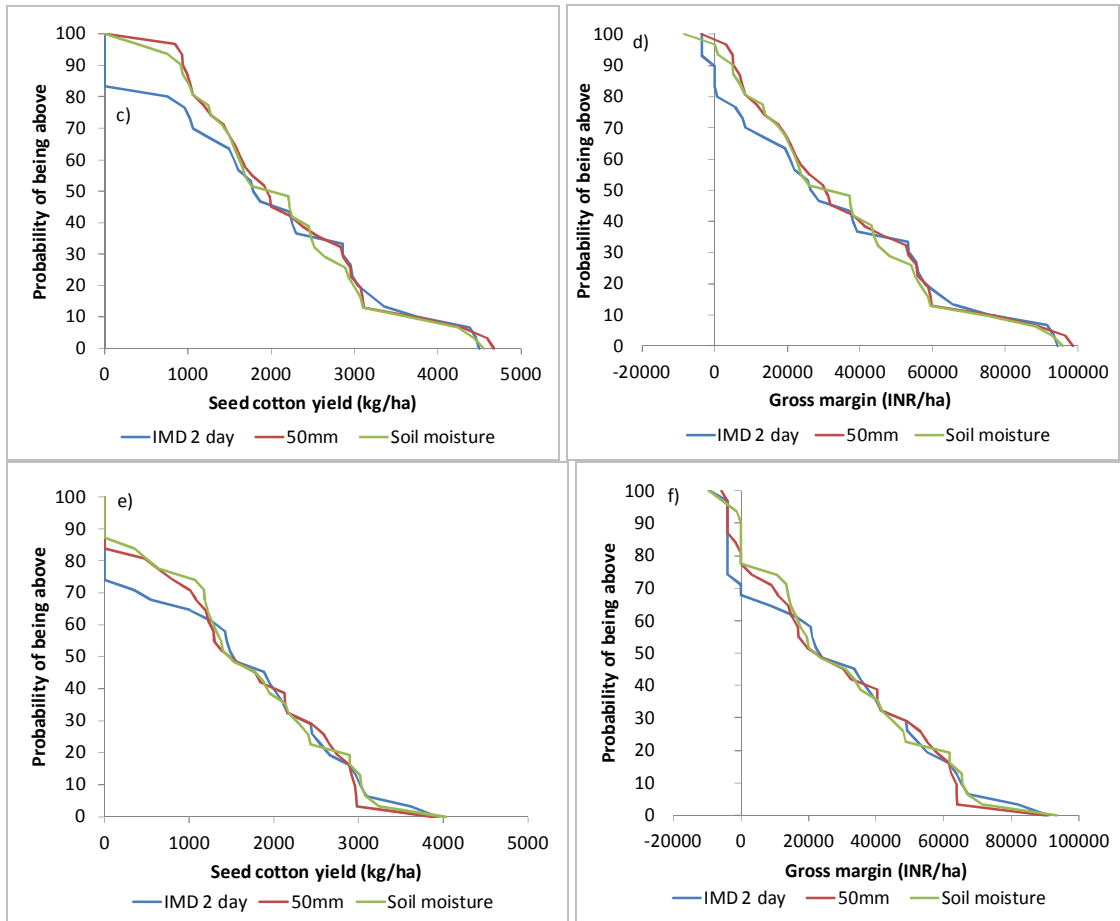 c)
Probability of being above
100
90
80
70
60
50
40
30
20
10
0
0 1000 2000 3000 4000 5000
Seed cotton yield (kg/ha)
IMD 2 day 50mm Soil moisture
d)
Probability of being above
100
90
80
70
60
50
40
30
20
10
0
-20000 0 20000 40000 60000 80000 100000
Gross margin (INR/ha)
IMD 2 day 50mm Soil moisture
e)
Probability of being above
100
90
80
70
60
50
40
30
20
10
0
0 1000 2000 3000 4000 5000
Seed cotton yield (kg/ha)
IMD 2 day 50mm Soil moisture
f)
Probability of being above
100
90
80
70
60
50
40
30
20
10
0
-20000 0 20000 40000 60000 80000 100000
Gross margin (INR/ha)
IMD 2 day 50mm Soil moisture